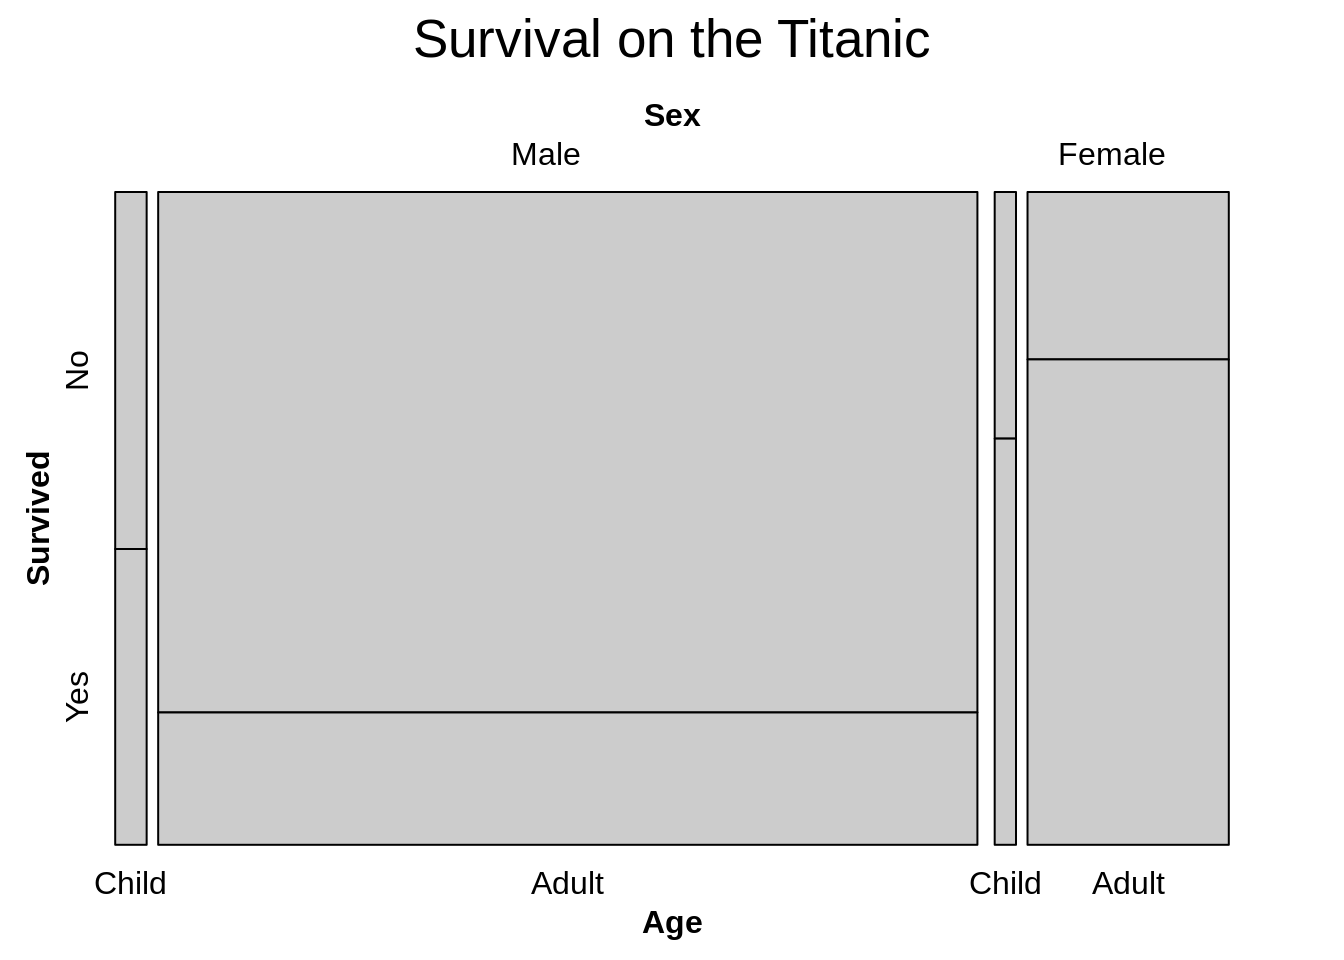 Survival on the Titanic
Sex
Male Female
No
Survived
Yes
Child Adult Child Adult
Age